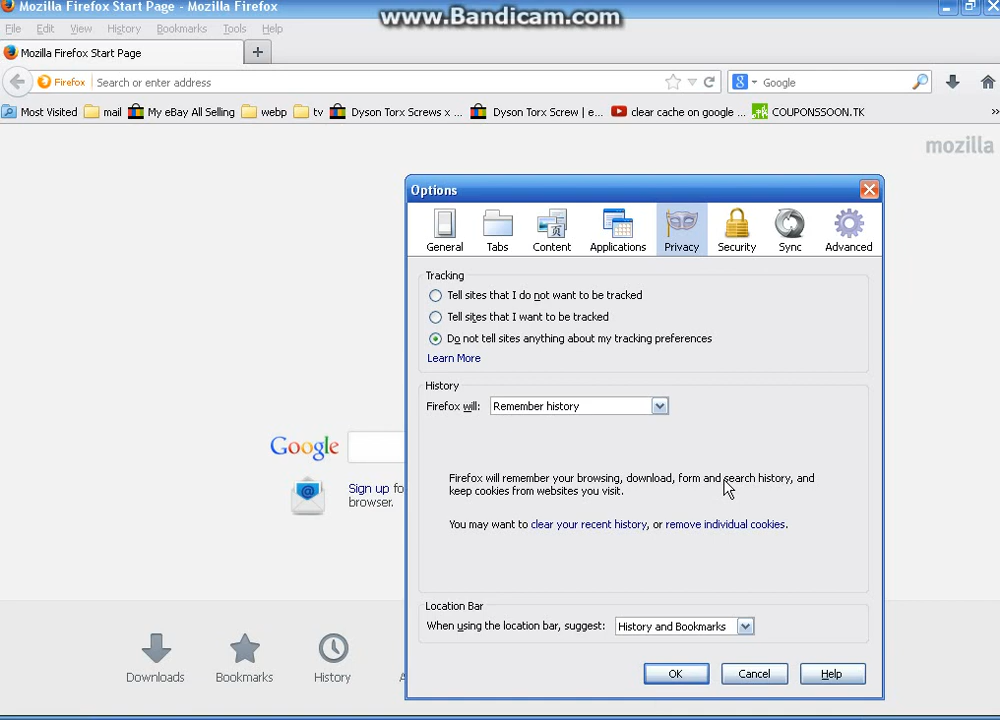 Mozilla Firefox Start Page - Mozilla Firefox
www.Bandicam.com
File Edit View History Bookmarks Tools Help
Mozilla Firefox Start Page +
Firefox Search or enter address Google
Most Visited mail My eBay All Selling webp tv Dyson Torx Screws x ... Dyson Torx Screw | e... clear cache on google ... COUPONSSOON.TK »
mozilla
Options
General Tabs Content Applications Privacy Security Sync Advanced
Tracking
Tell sites that I do not want to be tracked
Tell sites that I want to be tracked
Do not tell sites anything about my tracking preferences
Learn More
History
Firefox will: Remember history
Google
Firefox will remember your browsing, download, form and search history, and
keep cookies from websites you visit.
Sign up fo
browser.
You may want to clear your recent history, or remove individual cookies.
Location Bar
When using the location bar, suggest: History and Bookmarks
Downloads Bookmarks History A
OK Cancel Help